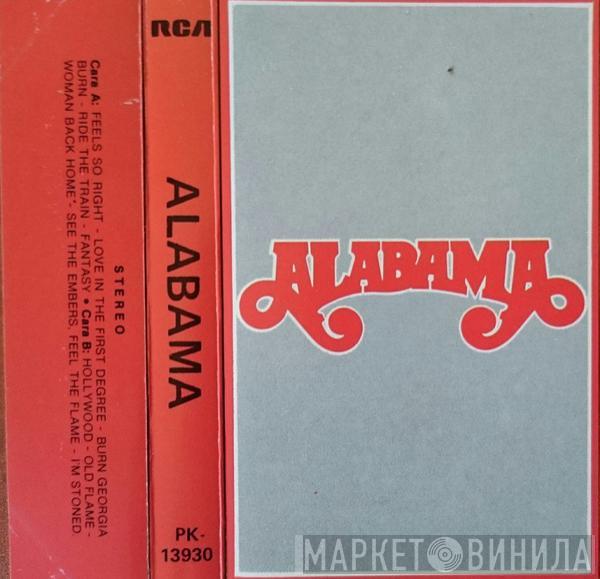 STEREO
Cara A: FEELS SO RIGHT - LOVE IN THE FIRST DEGREE - BURN GEORGIA
BURN - RIDE THE TRAIN - FANTASY • Cara B: HOLLYWOOD - OLD FLAME -
WOMAN BACK HOME - SEE THE EMBERS, FEEL THE FLAME - I'M STONED
RCA
ALABAMA
PK-
13930
ALABAMA
МАРКЕТ ВИНИЛА